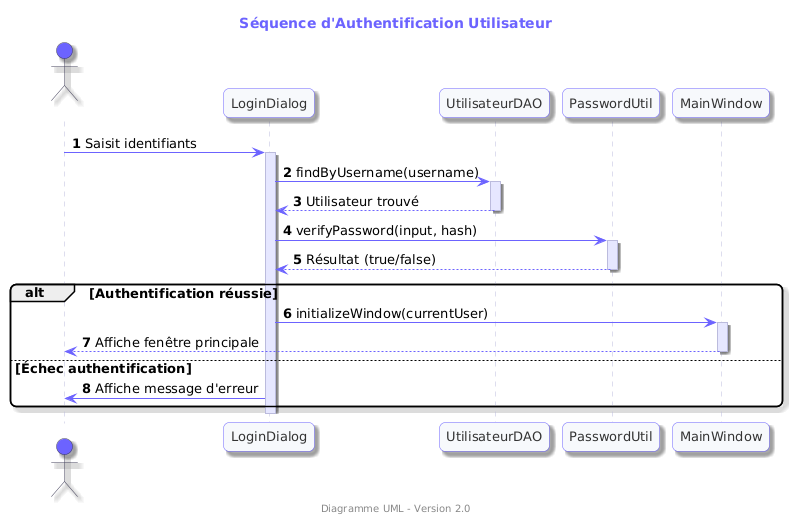 Séquence d'Authentification Utilisateur
LoginDialog UtilisateurDAO PasswordUtil MainWindow
1 Saisit identifiants
2 findByUsername(username)
3 Utilisateur trouvé
4 verifyPassword(input, hash)
5 Résultat (true/false)
alt [Authentification réussie]
6 initializeWindow(currentUser)
7 Affiche fenêtre principale
[Échec authentification]
8 Affiche message d'erreur
LoginDialog UtilisateurDAO PasswordUtil MainWindow
Diagramme UML - Version 2.0